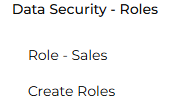 Data Security - Roles
Role - Sales
Create Roles